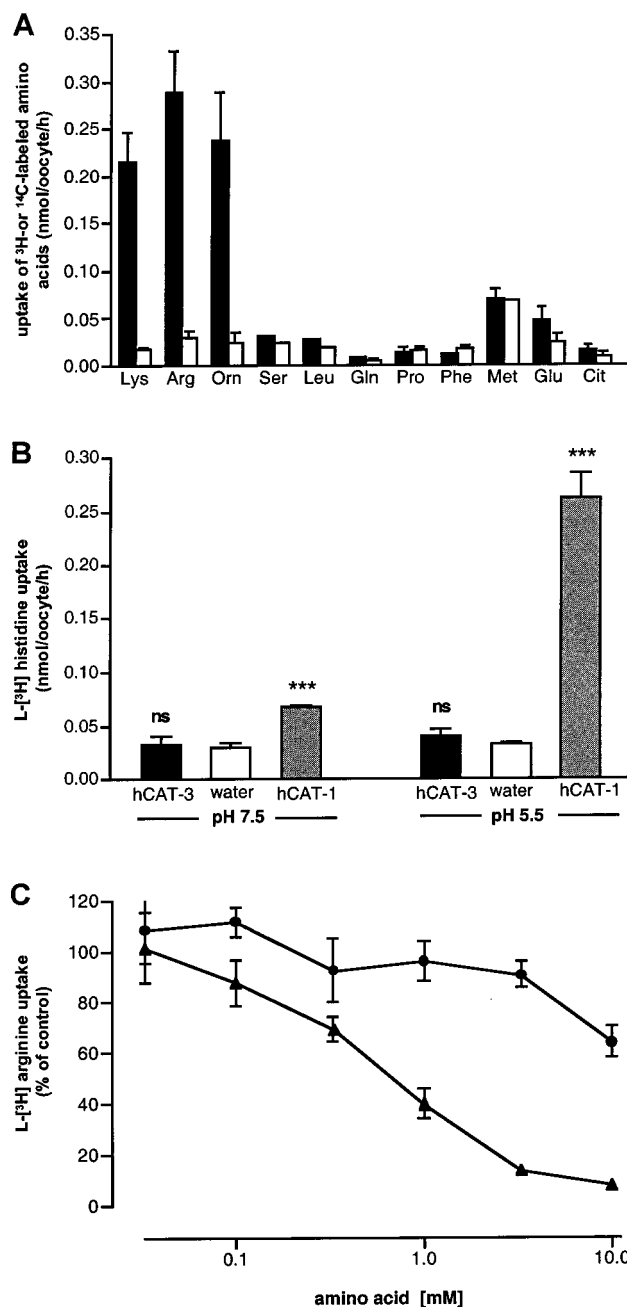 A
uptake of ³H-or ¹⁴C-labeled amino
acids (nmol/oocyte/h)
0.35
0.30
0.25
0.20
0.15
0.10
0.05
0.00
Lys Arg Orn Ser Leu Gln Pro Phe Met Glu Cit
B
L-[³H] histidine uptake
(nmol/oocyte/h)
0.30
0.25
0.20
0.15
0.10
0.05
0.00
ns *** ns ***
hCAT-3 water hCAT-1 hCAT-3 water hCAT-1
pH 7.5 pH 5.5
C
L-[³H] arginine uptake
(% of control)
120
100
80
60
40
20
0
0.1 1.0 10.0
amino acid [mM]